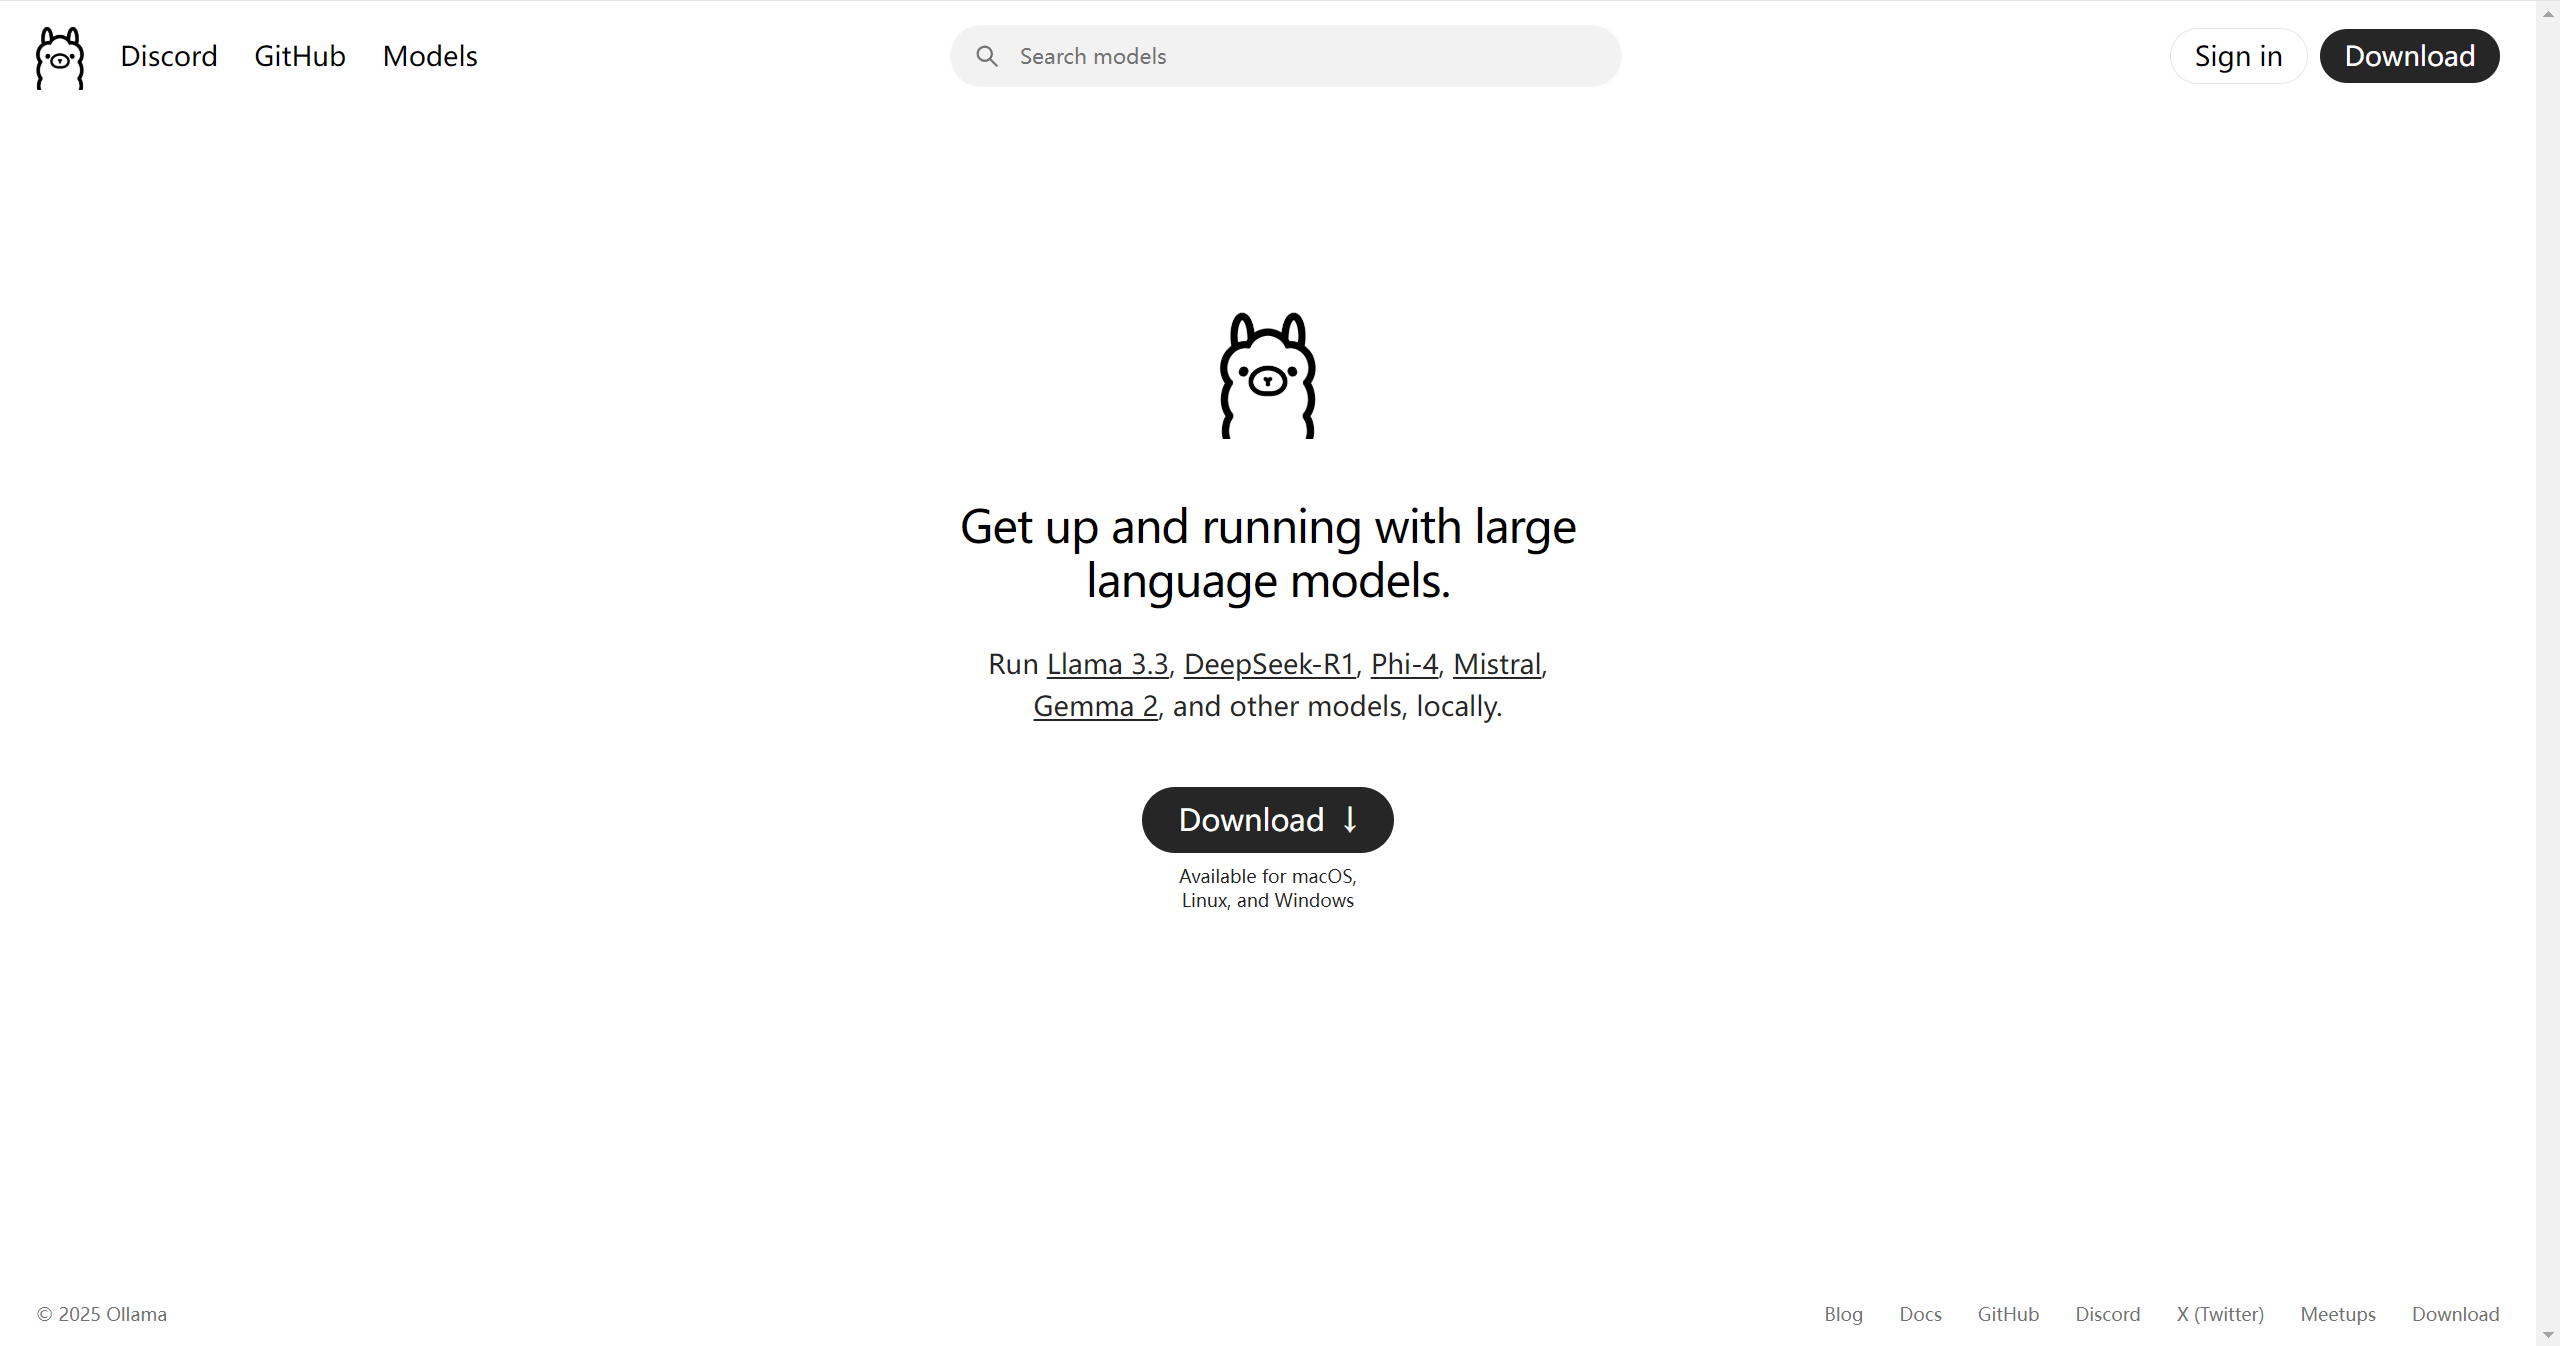 Discord GitHub Models Search models Sign in Download
Get up and running with large
language models.
Run Llama 3.3, DeepSeek-R1, Phi-4, Mistral,
Gemma 2, and other models, locally.
Download ↓
Available for macOS,
Linux, and Windows
© 2025 Ollama Blog Docs GitHub Discord X (Twitter) Meetups Download